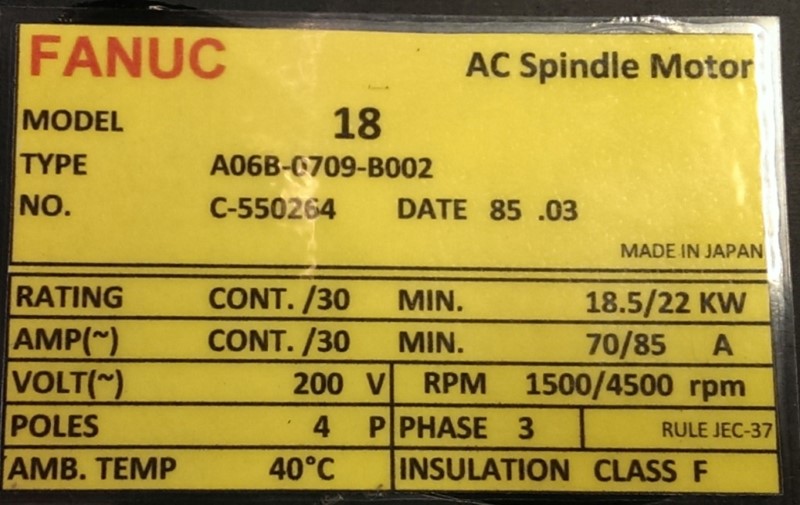 FANUC AC Spindle Motor
MODEL 18
TYPE A06B-0709-B002
NO. C-550264 DATE 85 .03
MADE IN JAPAN
RATING CONT. /30 MIN. 18.5/22 KW
AMP(~) CONT. /30 MIN. 70/85 A
VOLT(~) 200 V RPM 1500/4500 rpm
POLES 4 P PHASE 3 RULE JEC-37
AMB. TEMP 40°C INSULATION CLASS F